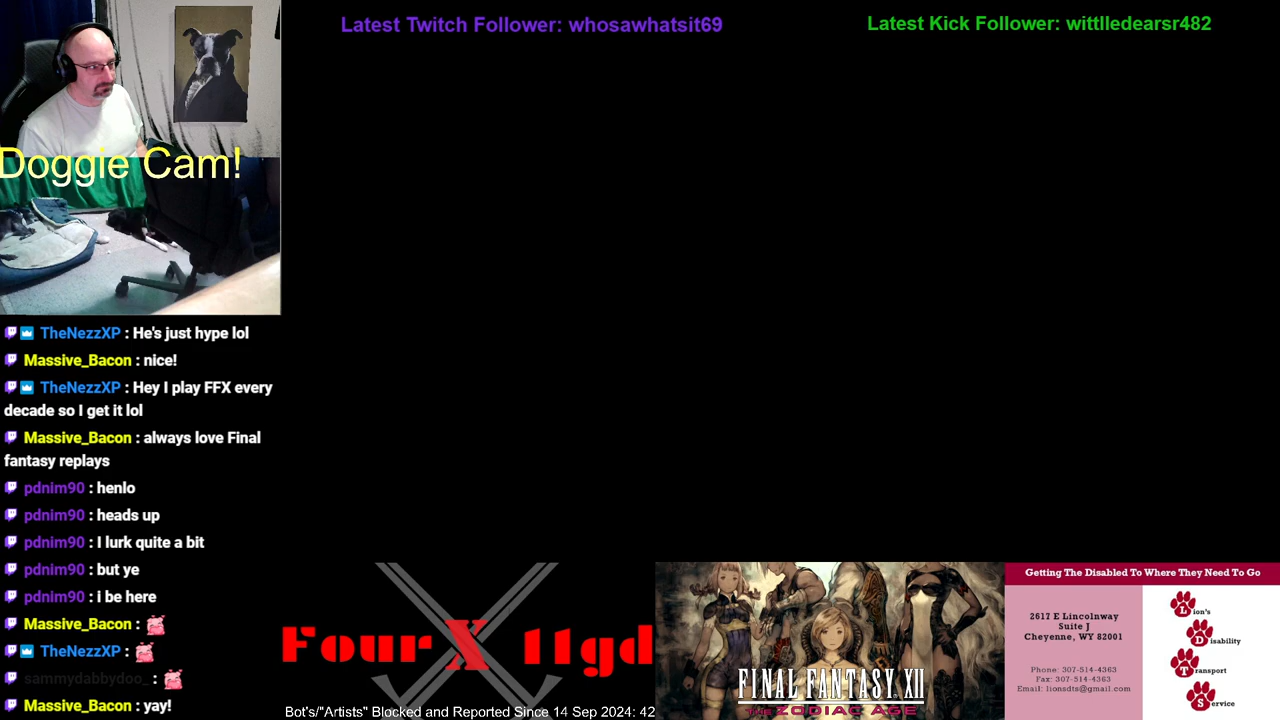 Latest Twitch Follower: whosawhatsit69
Latest Kick Follower: wittlledearsr482
Doggie Cam!
TheNezzXP : He's just hype lol
Massive_Bacon : nice!
TheNezzXP : Hey I play FFX every
decade so I get it lol
Massive_Bacon : always love Final
fantasy replays
pdnim90 : henlo
pdnim90 : heads up
pdnim90 : I lurk quite a bit
pdnim90 : but ye
pdnim90 : i be here
Massive_Bacon :
TheNezzXP :
sammydabbydoo_ :
Massive_Bacon : yay!
Four X 11gd
Bot's/"Artists" Blocked and Reported Since 14 Sep 2024: 42
FINAL FANTASY XII
THE ZODIAC AGE
Getting The Disabled To Where They Need To Go
2617 E Lincolnway
Suite J
Cheyenne, WY 82001
Phone: 307-514-4363
Fax: 307-514-4363
Email: lionsdts@gmail.com
Lion's
Disability
Transport
Service